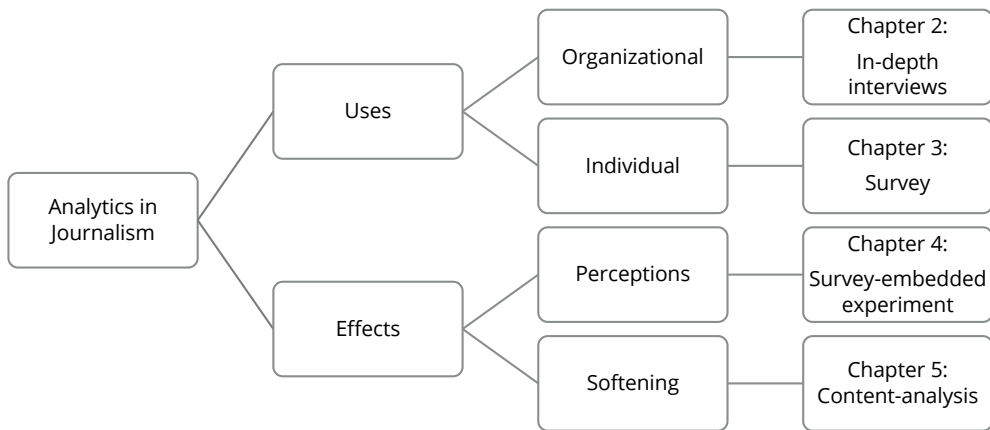 Analytics in
Journalism
Uses
Effects
Organizational
Individual
Perceptions
Softening
Chapter 2:
In-depth
interviews
Chapter 3:
Survey
Chapter 4:
Survey-embedded
experiment
Chapter 5:
Content-analysis